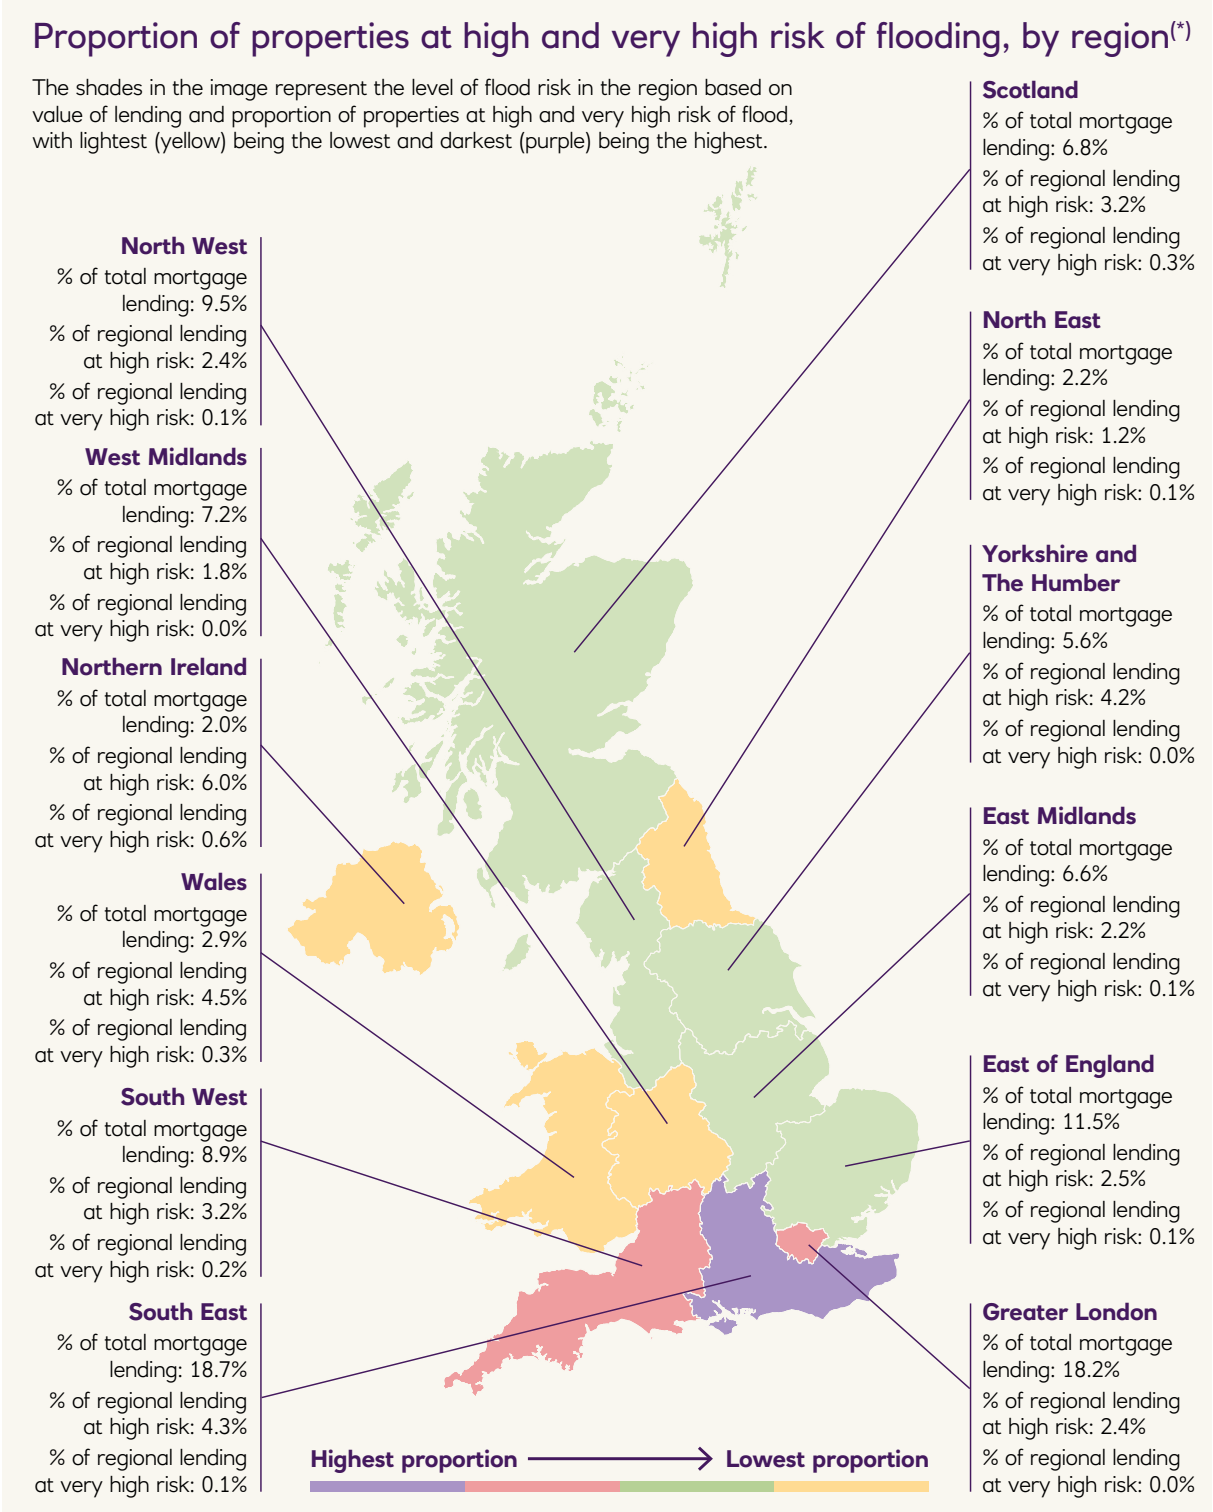 Proportion of properties at high and very high risk of flooding, by region(*)
The shades in the image represent the level of flood risk in the region based on
value of lending and proportion of properties at high and very high risk of flood,
with lightest (yellow) being the lowest and darkest (purple) being the highest.
North West
% of total mortgage
lending: 9.5%
% of regional lending
at high risk: 2.4%
% of regional lending
at very high risk: 0.1%
West Midlands
% of total mortgage
lending: 7.2%
% of regional lending
at high risk: 1.8%
% of regional lending
at very high risk: 0.0%
Northern Ireland
% of total mortgage
lending: 2.0%
% of regional lending
at high risk: 6.0%
% of regional lending
at very high risk: 0.6%
Wales
% of total mortgage
lending: 2.9%
% of regional lending
at high risk: 4.5%
% of regional lending
at very high risk: 0.3%
South West
% of total mortgage
lending: 8.9%
% of regional lending
at high risk: 3.2%
% of regional lending
at very high risk: 0.2%
South East
% of total mortgage
lending: 18.7%
% of regional lending
at high risk: 4.3%
% of regional lending
at very high risk: 0.1%
Scotland
% of total mortgage
lending: 6.8%
% of regional lending
at high risk: 3.2%
% of regional lending
at very high risk: 0.3%
North East
% of total mortgage
lending: 2.2%
% of regional lending
at high risk: 1.2%
% of regional lending
at very high risk: 0.1%
Yorkshire and
The Humber
% of total mortgage
lending: 5.6%
% of regional lending
at high risk: 4.2%
% of regional lending
at very high risk: 0.0%
East Midlands
% of total mortgage
lending: 6.6%
% of regional lending
at high risk: 2.2%
% of regional lending
at very high risk: 0.1%
East of England
% of total mortgage
lending: 11.5%
% of regional lending
at high risk: 2.5%
% of regional lending
at very high risk: 0.1%
Greater London
% of total mortgage
lending: 18.2%
% of regional lending
at high risk: 2.4%
% of regional lending
at very high risk: 0.0%
Highest proportion
Lowest proportion